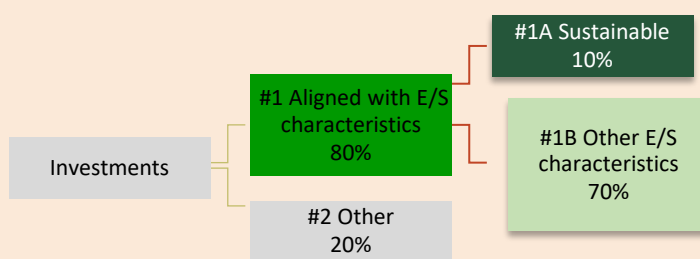 #1A Sustainable
10%
#1 Aligned with E/S
characteristics
80%
#1B Other E/S
characteristics
70%
Investments
#2 Other
20%